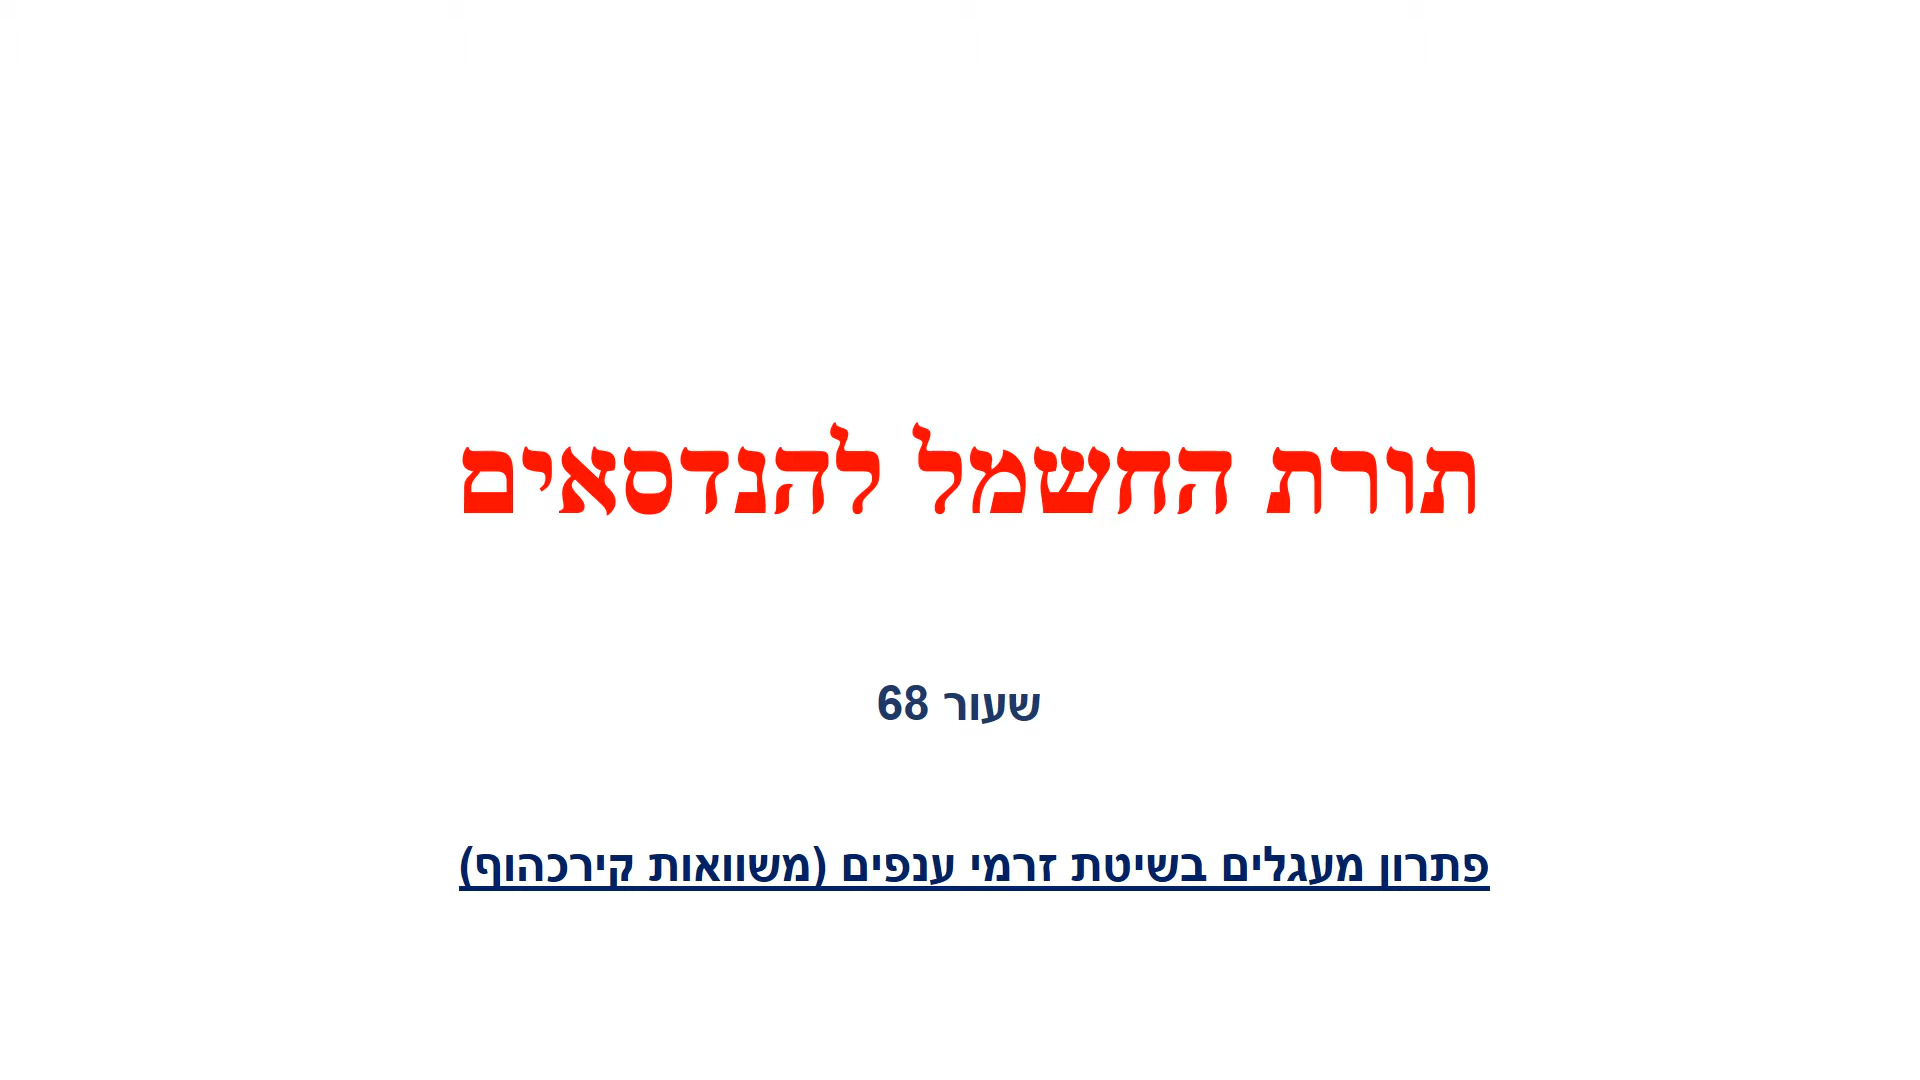 תורת החשמל להנדסאים
שעור 68
פתרון מעגלים בשיטת זרמי ענפים (משוואות קירכהוף)